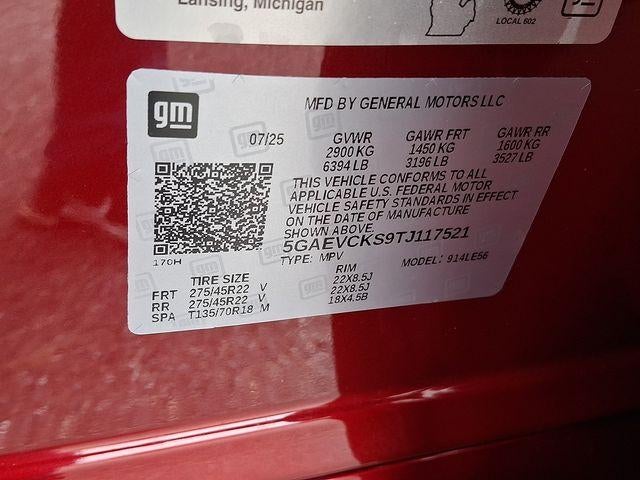 Lansing, Michigan
LOCAL 602
gm
MFD BY GENERAL MOTORS LLC
07/25 GVWR GAWR FRT GAWR RR
2900 KG 1450 KG 1600 KG
6394 LB 3196 LB 3527 LB
THIS VEHICLE CONFORMS TO ALL
APPLICABLE U.S. FEDERAL MOTOR
VEHICLE SAFETY STANDARDS IN EFFECT
ON THE DATE OF MANUFACTURE
SHOWN ABOVE.
170H
5GAEVCKS9TJ117521
TYPE: MPV MODEL: 914LE56
TIRE SIZE RIM
FRT 275/45R22 V 22X8.5J
RR 275/45R22 V 22X8.5J
SPA T135/70R18 M 18X4.5B